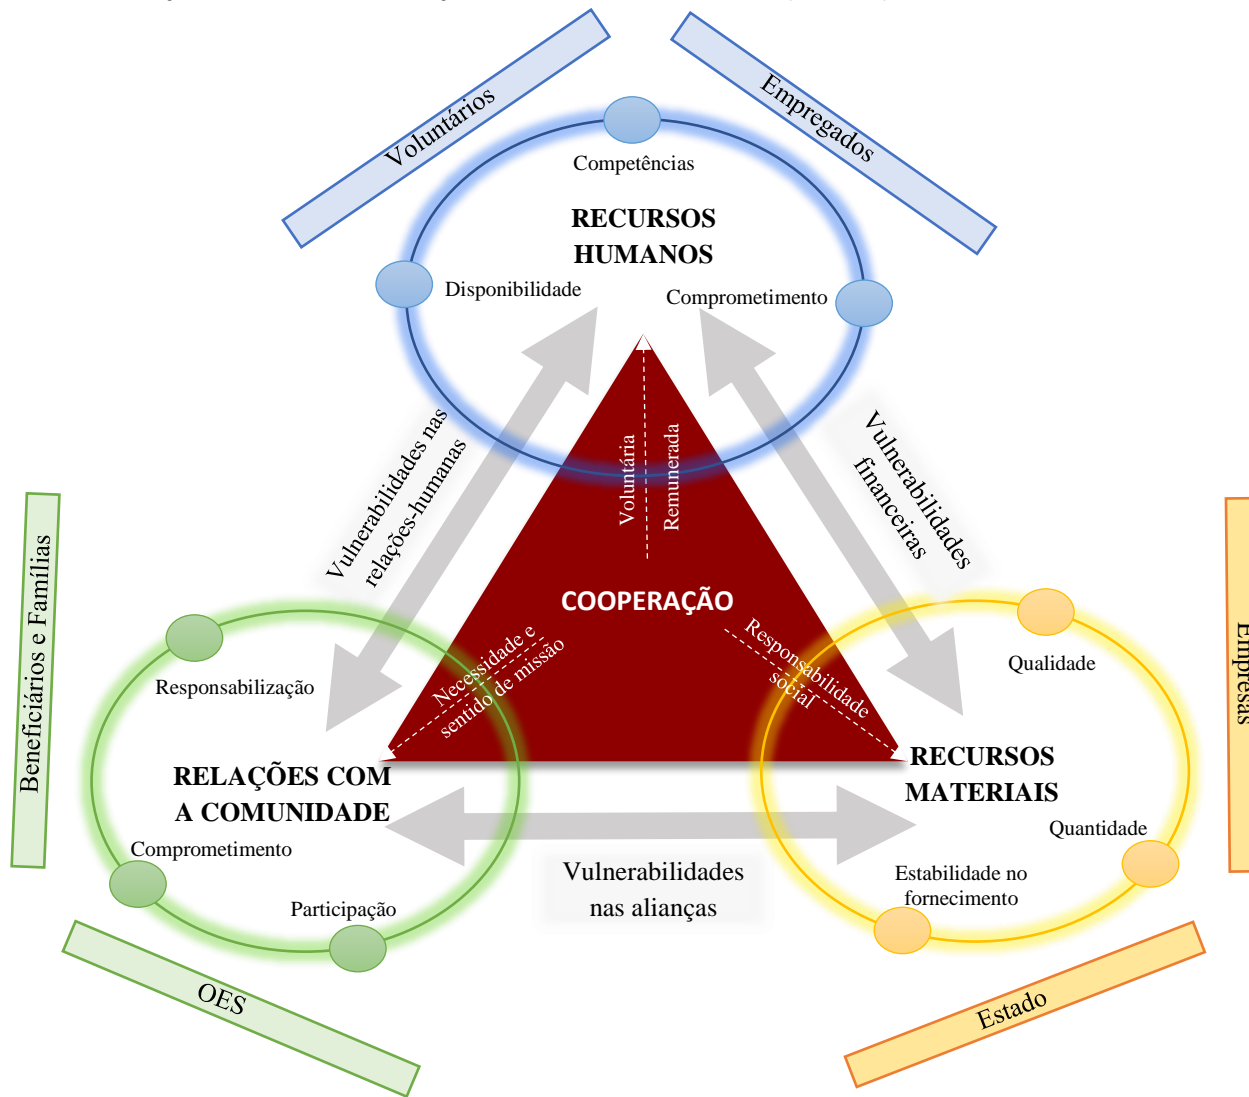 Voluntários
Empregados
Competências
RECURSOS
HUMANOS
Disponibilidade
Comprometimento
Vulnerabilidades nas
relações-humanas
Voluntária
Remunerada
Vulnerabilidades
financeiras
COOPERAÇÃO
Necessidade e
sentido de missão
Responsabilidade
social
Beneficiários e Famílias
Responsabilização
RELAÇÕES COM
A COMUNIDADE
Comprometimento
Participação
OES
Vulnerabilidades
nas alianças
Qualidade
RECURSOS
MATERIAIS
Quantidade
Estabilidade no
fornecimento
Empresas
Estado